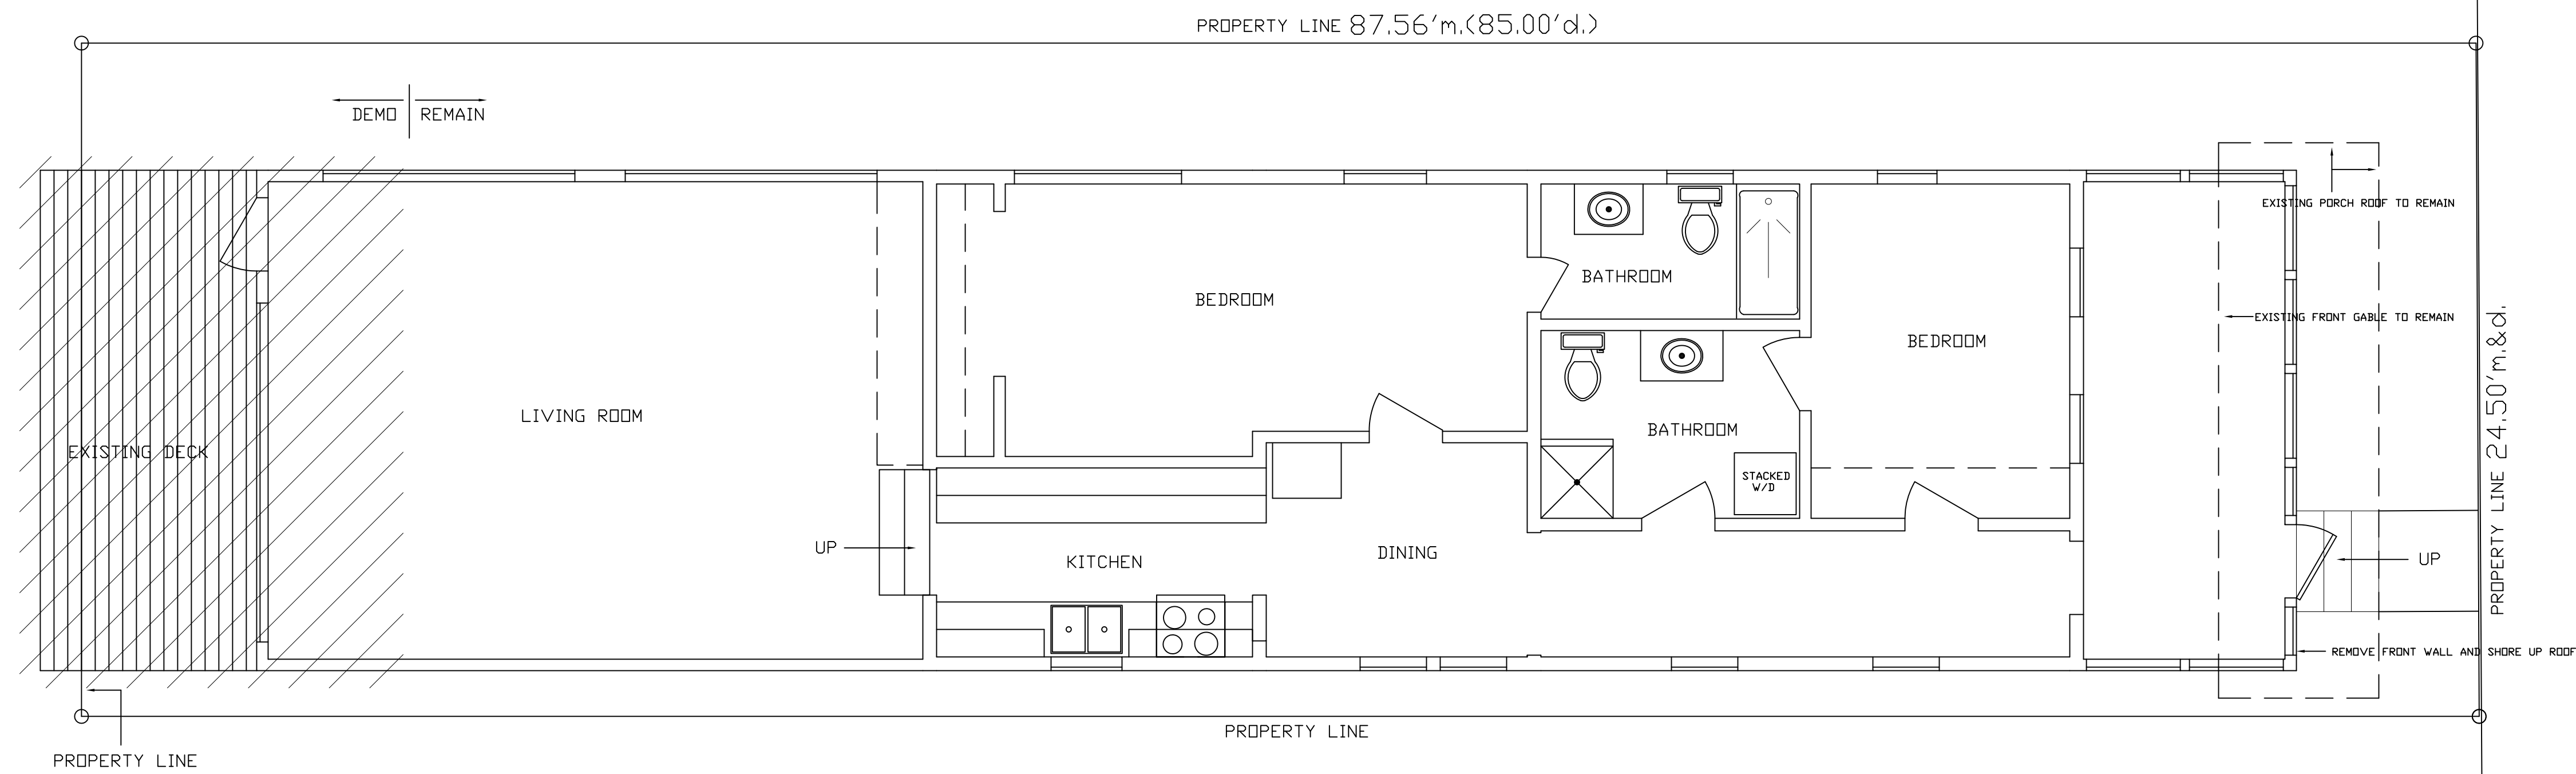 PROPERTY LINE 87.56'm.(85.00'd.)
DEMO REMAIN
EXISTING PORCH ROOF TO REMAIN
BATHROOM
BEDROOM
EXISTING FRONT GABLE TO REMAIN
BEDROOM
LIVING ROOM
BATHROOM
EXISTING DECK
STACKED
W/D
UP
DINING
KITCHEN
UP
PROPERTY LINE 24.50'm.&d.
REMOVE FRONT WALL AND SHORE UP ROOF
PROPERTY LINE
PROPERTY LINE